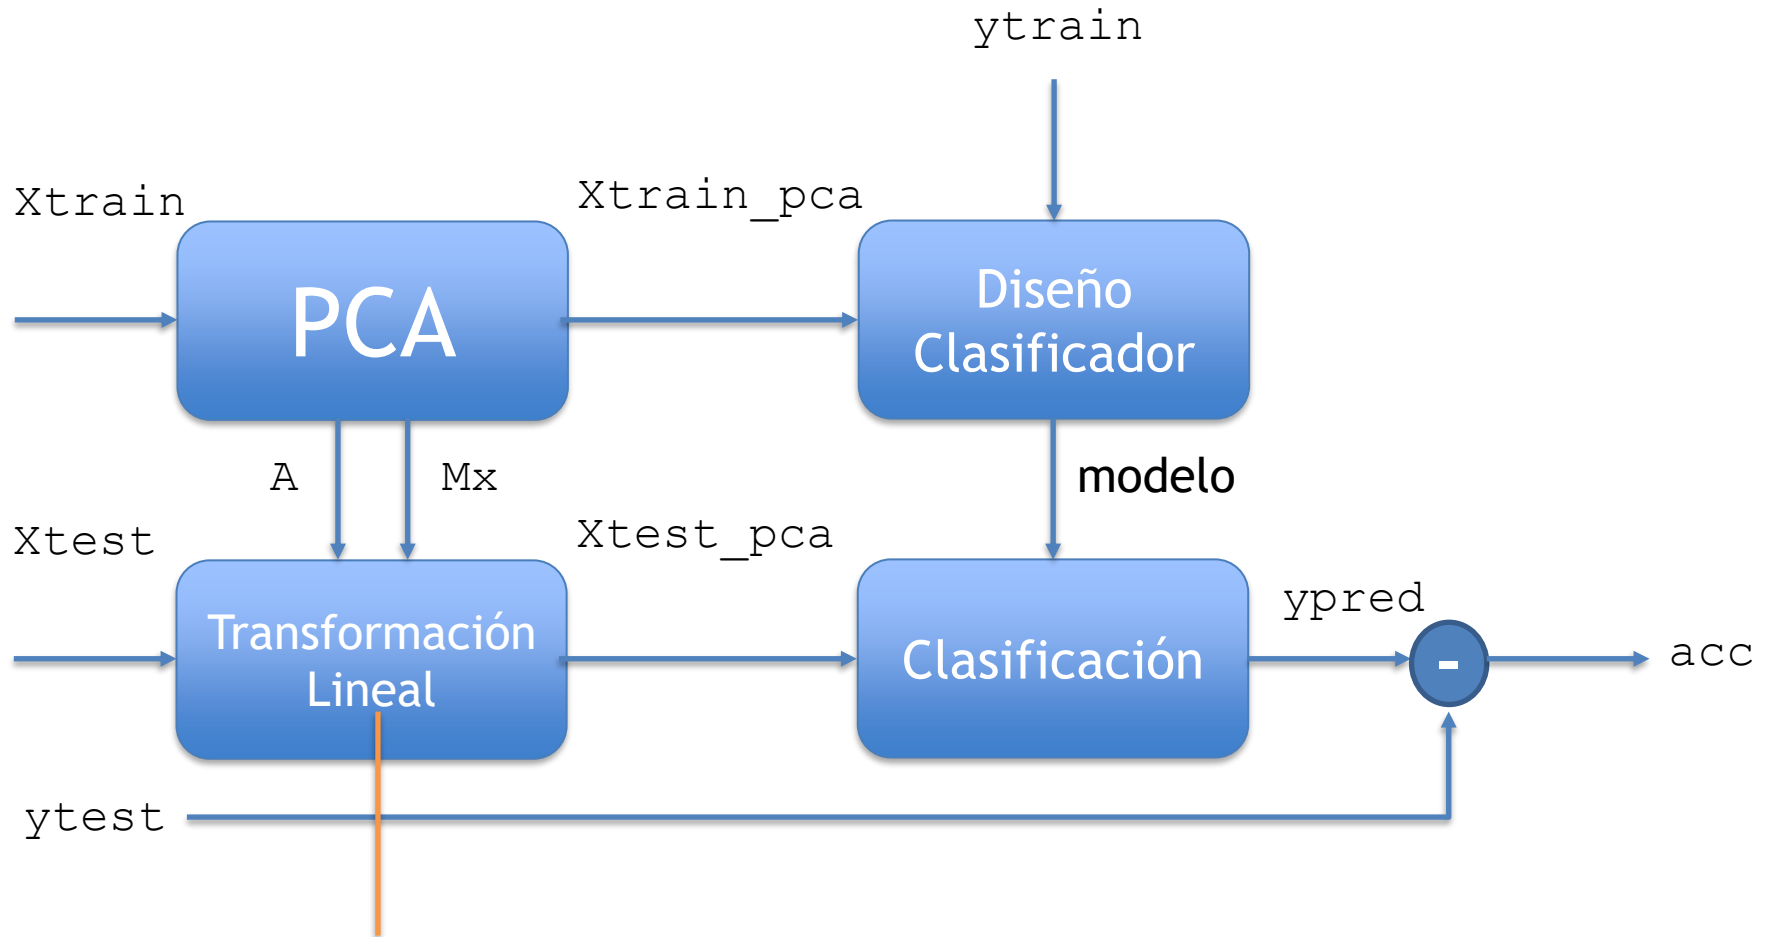 ytrain
Xtrain
Xtrain_pca
PCA
Diseño
Clasificador
A
Mx
modelo
Xtest
Xtest_pca
Transformación
Lineal
Clasificación
ypred
-
acc
ytest